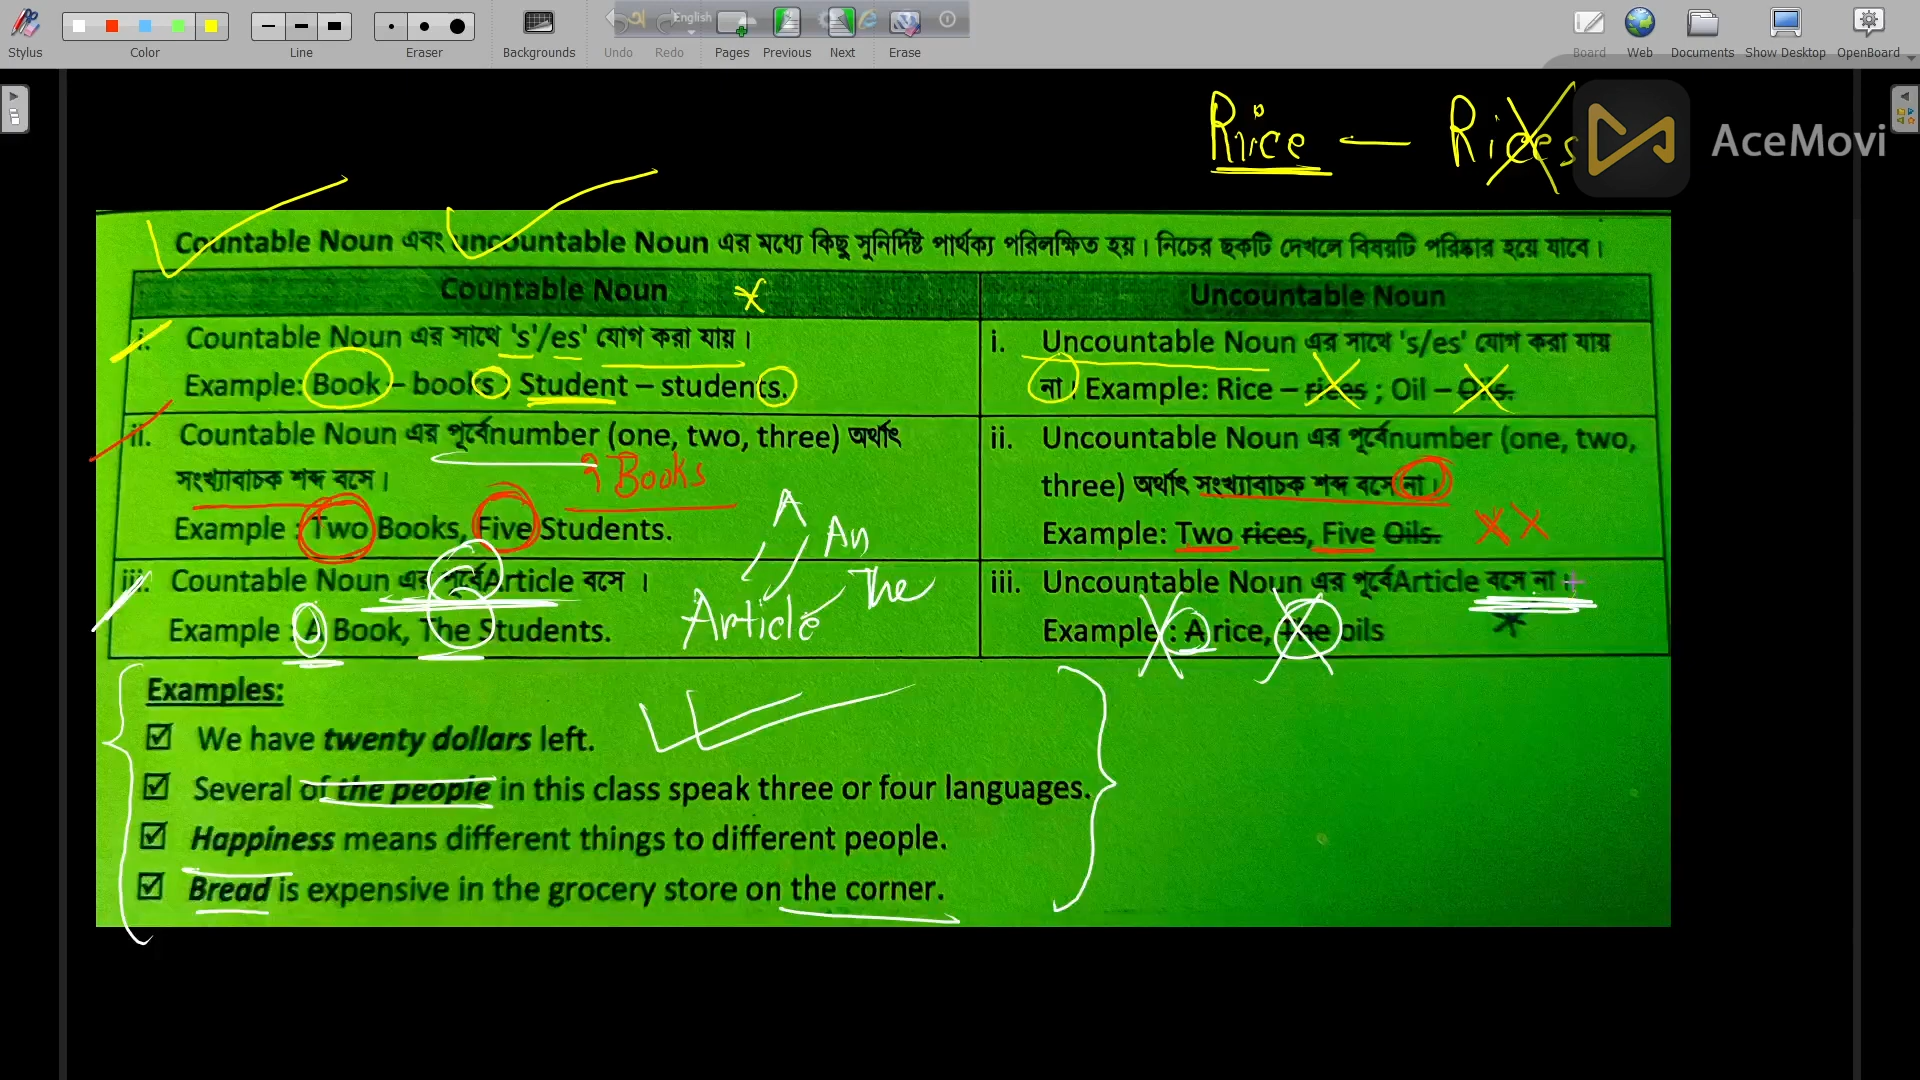 English
Stylus
Color
Line
Eraser
Backgrounds
Undo
Redo
Pages
Previous
Next
Erase
Board
Web
Documents
Show Desktop
OpenBoard
Rice — Rices
AceMovi
Countable Noun এবং uncountable Noun এর মধ্যে কিছু সুনির্দিষ্ট পার্থক্য পরিলক্ষিত হয়। নিচের ছকটি দেখলে বিষয়টি পরিষ্কার হয়ে যাবে।
Countable Noun
Uncountable Noun
i. Countable Noun এর সাথে 's'/es' যোগ করা যায়।
Example: Book – books, Student – students.
i. Uncountable Noun এর সাথে 's/es' যোগ করা যায়
না। Example: Rice – rices ; Oil – Oils.
ii. Countable Noun এর পূর্বেnumber (one, two, three) অর্থাৎ
সংখ্যাবাচক শব্দ বসে।
Books
Example : Two Books, Five Students.
ii. Uncountable Noun এর পূর্বেnumber (one, two,
three) অর্থাৎ সংখ্যাবাচক শব্দ বসে না।
Example: Two rices, Five Oils.
iii. Countable Noun এর পূর্বেArticle বসে ।
Example : A Book, The Students.
A
An
The
Article
iii. Uncountable Noun এর পূর্বেArticle বসে না
Example : A rice, The oils
Examples:
We have twenty dollars left.
Several of the people in this class speak three or four languages.
Happiness means different things to different people.
Bread is expensive in the grocery store on the corner.